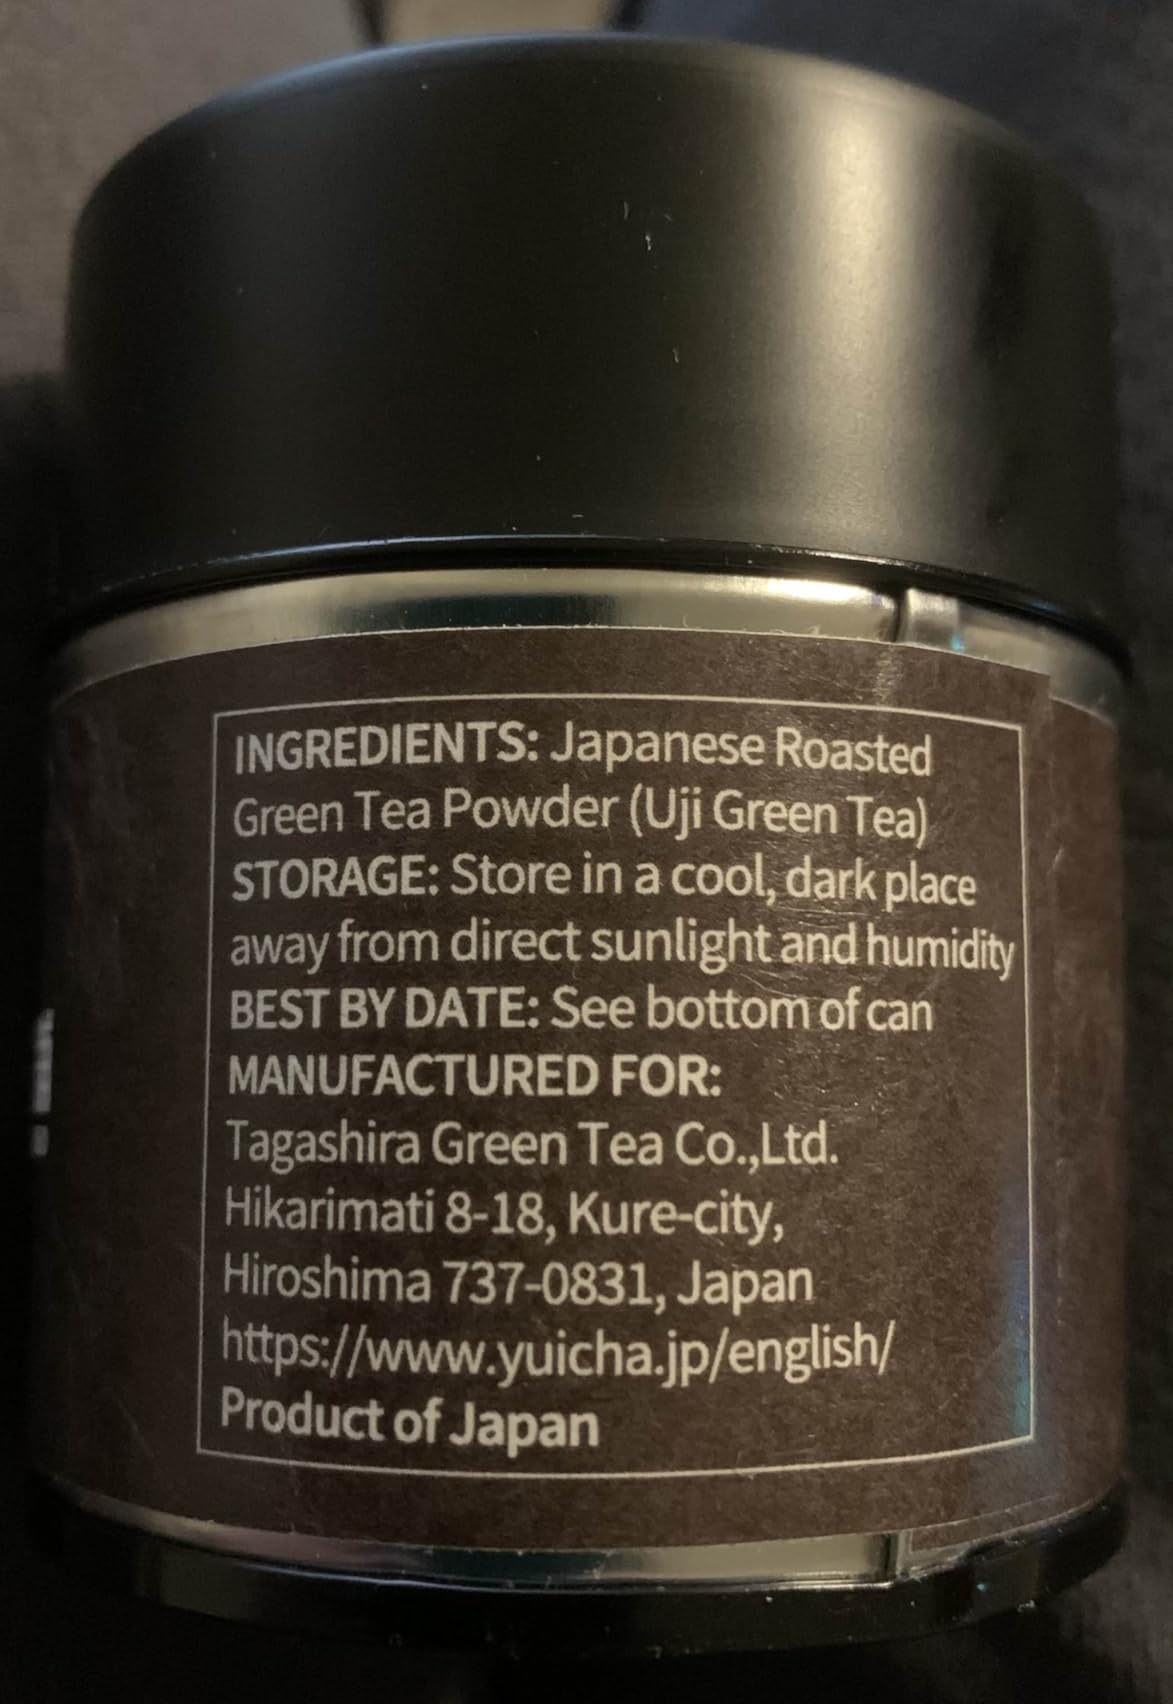 INGREDIENTS: Japanese Roasted
Green Tea Powder (Uji Green Tea)
STORAGE: Store in a cool, dark place
away from direct sunlight and humidity
BEST BY DATE: See bottom of can
MANUFACTURED FOR:
Tagashira Green Tea Co.,Ltd.
Hikarimati 8-18, Kure-city,
Hiroshima 737-0831, Japan
https://www.yuicha.jp/english/
Product of Japan